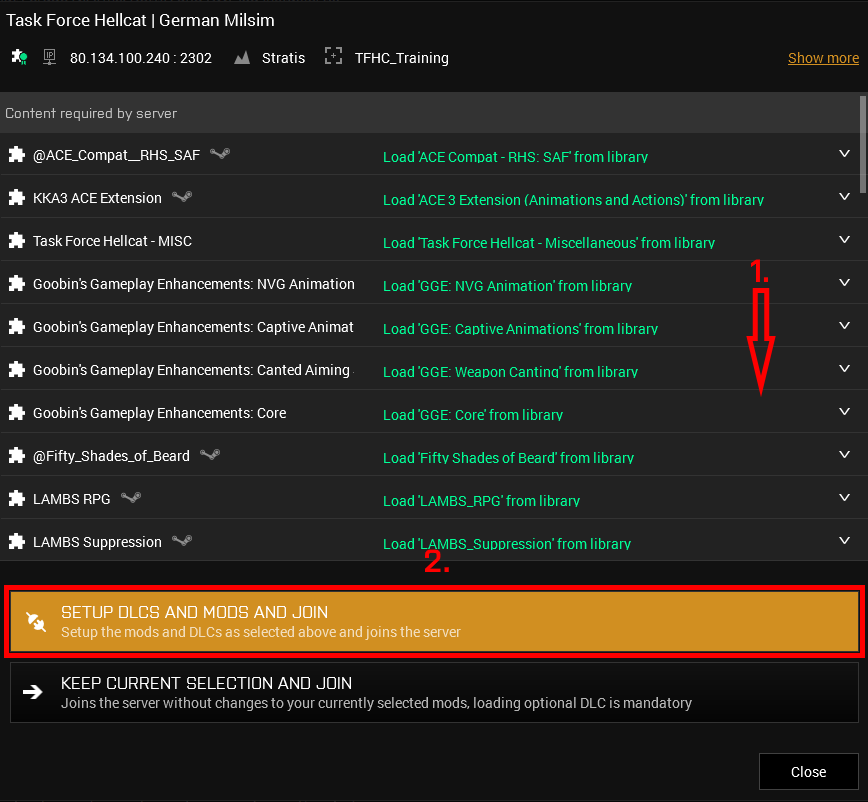 Task Force Hellcat | German Milsim
IP 80.134.100.240 : 2302 Stratis TFHC_Training Show more
Content required by server
@ACE_Compat__RHS_SAF Load 'ACE Compat - RHS: SAF' from library
KKA3 ACE Extension Load 'ACE 3 Extension (Animations and Actions)' from library
Task Force Hellcat - MISC Load 'Task Force Hellcat - Miscellaneous' from library
1.
Goobin's Gameplay Enhancements: NVG Animation Load 'GGE: NVG Animation' from library
Goobin's Gameplay Enhancements: Captive Animat Load 'GGE: Captive Animations' from library
Goobin's Gameplay Enhancements: Canted Aiming Load 'GGE: Weapon Canting' from library
Goobin's Gameplay Enhancements: Core Load 'GGE: Core' from library
@Fifty_Shades_of_Beard Load 'Fifty Shades of Beard' from library
LAMBS RPG Load 'LAMBS_RPG' from library
LAMBS Suppression Load 'LAMBS_Suppression' from library
2.
SETUP DLCS AND MODS AND JOIN
Setup the mods and DLCs as selected above and joins the server
KEEP CURRENT SELECTION AND JOIN
Joins the server without changes to your currently selected mods, loading optional DLC is mandatory
Close